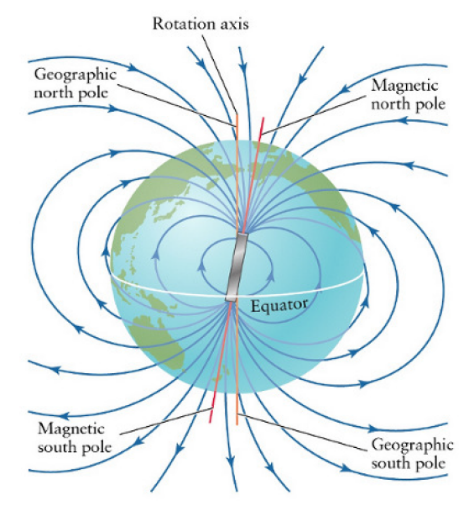 Rotation axis
Geographic
north pole
Magnetic
north pole
Equator
Magnetic
south pole
Geographic
south pole